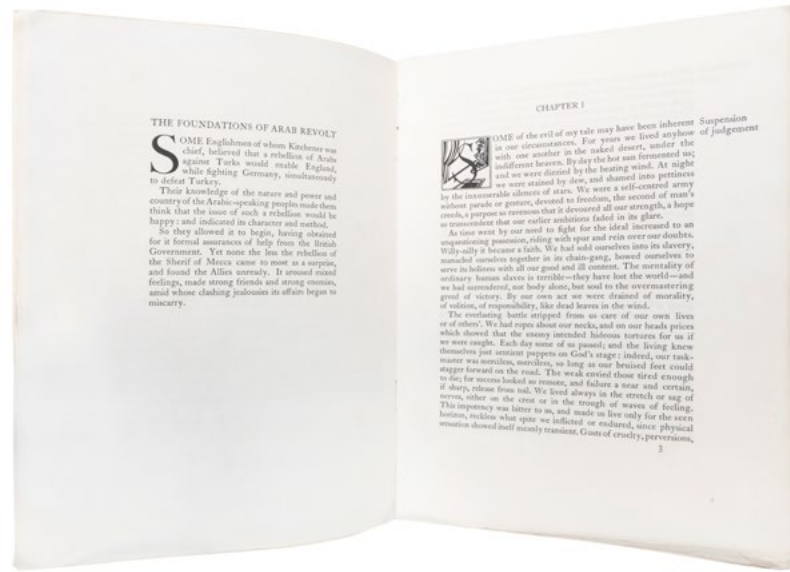 THE FOUNDATIONS OF ARAB REVOLT
SOME Englishmen of whom Kitchener was
chief, believed that a rebellion of Arabs
against Turks would enable England,
while fighting Germany, simultaneously
to defeat Turkey.
Their knowledge of the nature and power and
country of the Arabic-speaking peoples made them
think that the issue of such a rebellion would be
happy: and indicated its character and method.
So they allowed it to begin, having obtained
for it formal assurances of help from the British
Government. Yet none the less the rebellion of
the Sherif of Mecca came to most as a surprise,
and found the Allies unready. It aroused mixed
feelings, made strong friends and strong enemies,
amid whose clashing jealousies its affairs began to
miscarry.
CHAPTER I
SOME of the evil of my tale may have been inherent
in our circumstances. For years we lived anyhow
with one another in the naked desert, under the
indifferent heaven. By day the hot sun fermented us;
and we were dizzied by the beating wind. At night
we were stained by dew, and shamed into pettiness
by the innumerable silences of stars. We were a self-centred army
without parade or gesture, devoted to freedom, the second of man's
creeds, a purpose so ravenous that it devoured all our strength, a hope
so transcendent that our earlier ambitions faded in its glare.
As time went by our need to fight for the ideal increased to an
unquestioning possession, riding with spur and rein over our doubts.
Willy-nilly it became a faith. We had sold ourselves into its slavery,
manacled ourselves together in its chain-gang, bowed ourselves to
serve its holiness with all our good and ill content. The mentality of
ordinary human slaves is terrible—they have lost the world—and
we had surrendered, not body alone, but soul to the overmastering
greed of victory. By our own act we were drained of morality,
of volition, of responsibility, like dead leaves in the wind.
The everlasting battle stripped from us care of our own lives
or of others'. We had ropes about our necks, and on our heads prices
which showed that the enemy intended hideous tortures for us if
we were caught. Each day some of us passed; and the living knew
themselves just sentient puppets on God's stage: indeed, our task-
master was merciless, merciless, so long as our bruised feet could
stagger forward on the road. The weak envied those tired enough
to die; for success looked so remote, and failure a near and certain,
if sharp, release from toil. We lived always in the stretch or sag of
nerves, either on the crest or in the trough of waves of feeling.
This impotency was bitter to us, and made us live only for the seen
horizon, reckless what spite we inflicted or endured, since physical
sensation showed itself meanly transient. Gusts of cruelty, perversions,
3
Suspension
of judgement